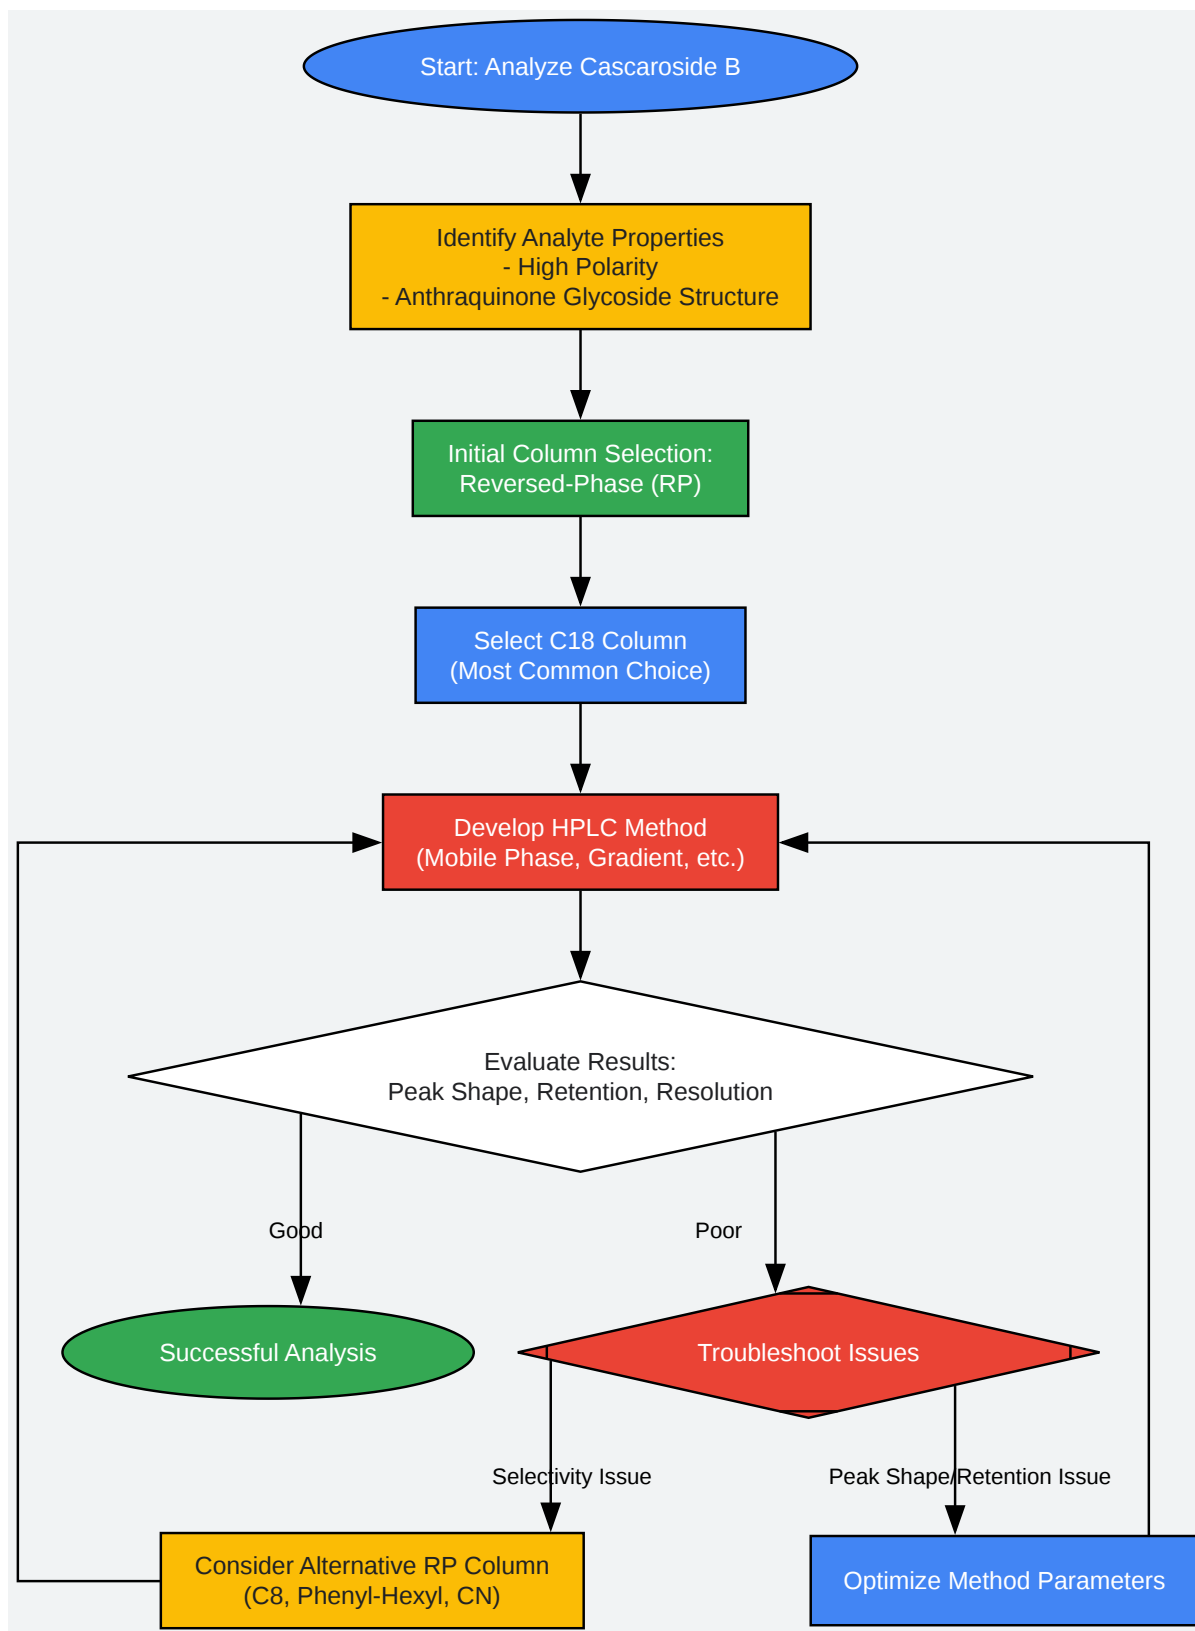 Start: Analyze Cascaroside B
Identify Analyte Properties
- High Polarity
- Anthraquinone Glycoside Structure
Initial Column Selection:
Reversed-Phase (RP)
Select C18 Column
(Most Common Choice)
Develop HPLC Method
(Mobile Phase, Gradient, etc.)
Evaluate Results:
Peak Shape, Retention, Resolution
Good
Poor
Successful Analysis
Troubleshoot Issues
Selectivity Issue
Peak Shape/Retention Issue
Consider Alternative RP Column
(C8, Phenyl-Hexyl, CN)
Optimize Method Parameters